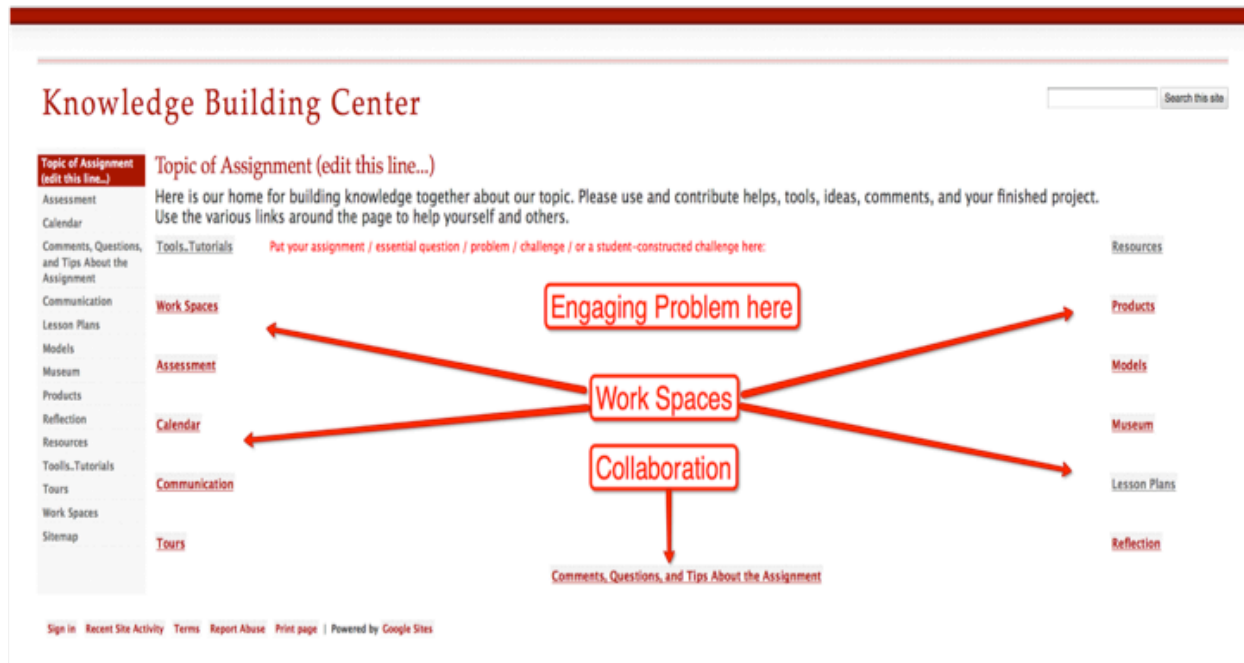 Knowledge Building Center
Search this site
Topic of Assignment
(edit this line...)
Assessment
Calendar
Comments, Questions,
and Tips About the
Assignment
Communication
Lesson Plans
Models
Museum
Products
Reflection
Resources
Toolls..Tutorials
Tours
Work Spaces
Sitemap
Topic of Assignment (edit this line...)
Here is our home for building knowledge together about our topic. Please use and contribute helps, tools, ideas, comments, and your finished project.
Use the various links around the page to help yourself and others.
Tools..Tutorials
Put your assignment / essential question / problem / challenge / or a student-constructed challenge here:
Resources
Engaging Problem here
Work Spaces
Products
Assessment
Models
Work Spaces
Calendar
Museum
Collaboration
Communication
Lesson Plans
Tours
Reflection
Comments, Questions, and Tips About the Assignment
Sign in Recent Site Activity Terms Report Abuse Print page | Powered by Google Sites